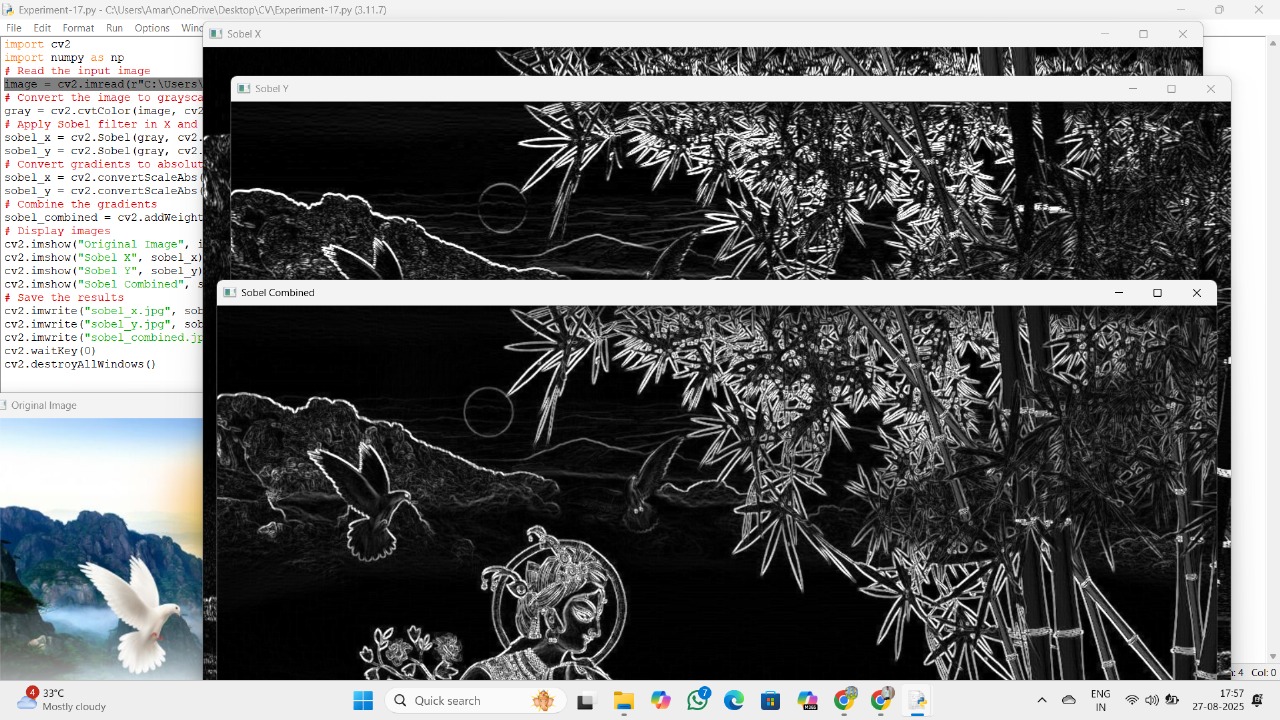 Experiment-17.py - C:\Users\Amar\OneDrive\Desktop\CV\Experiment-17.py (3.11.7)
File Edit Format Run Options Wind
import cv2
import numpy as np
# Read the input image
image = cv2.imread(r"C:\Users\
# Convert the image to graysca
gray = cv2.cvtColor(image, cv2
# Apply Sobel filter in X and
sobel_x = cv2.Sobel(gray, cv2.
sobel_y = cv2.Sobel(gray, cv2.
# Convert gradients to absolut
sobel_x = cv2.convertScaleAbs(
sobel_y = cv2.convertScaleAbs(
# Combine the gradients
sobel_combined = cv2.addWeight
# Display images
cv2.imshow("Original Image", i
cv2.imshow("Sobel X", sobel_x)
cv2.imshow("Sobel Y", sobel_y)
cv2.imshow("Sobel Combined", s
# Save the results
cv2.imwrite("sobel_x.jpg", sob
cv2.imwrite("sobel_y.jpg", sob
cv2.imwrite("sobel_combined.jp
cv2.waitKey(0)
cv2.destroyAllWindows()
Original Image
Sobel X
Sobel Y
Sobel Combined
: 4 Col: 0
4
33°C
Mostly cloudy
Quick search
M365
7
ENG
IN
17:57
27-08-2025